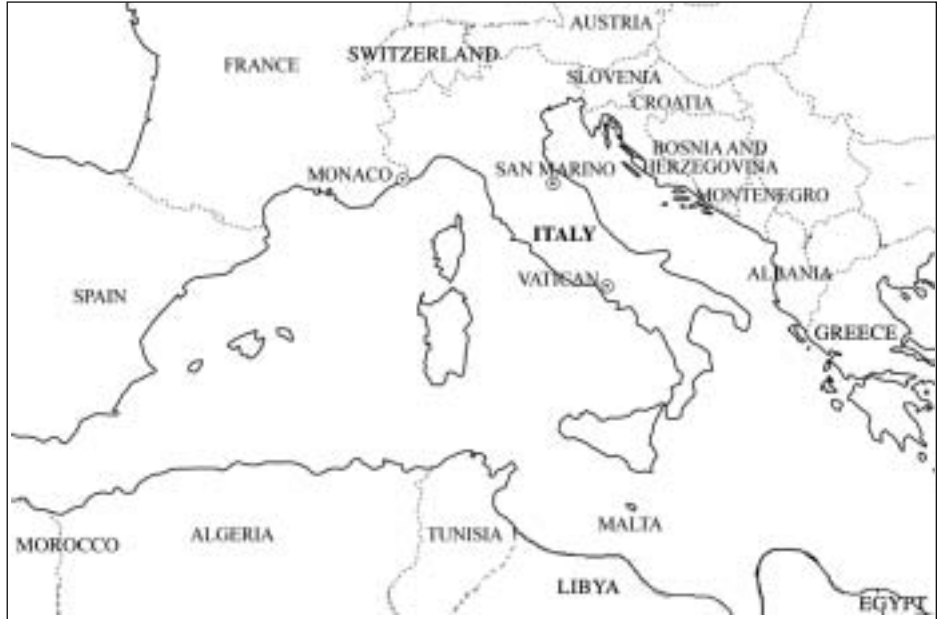 AUSTRIA
SWITZERLAND
FRANCE
SLOVENIA
CROATIA
BOSNIA AND
HERZEGOVINA
MONACO
SAN MARINO
MONTENEGRO
ITALY
VATICAN
ALBANIA
SPAIN
GREECE
MALTA
ALGERIA
TUNISIA
MOROCCO
LIBYA
EGYPT